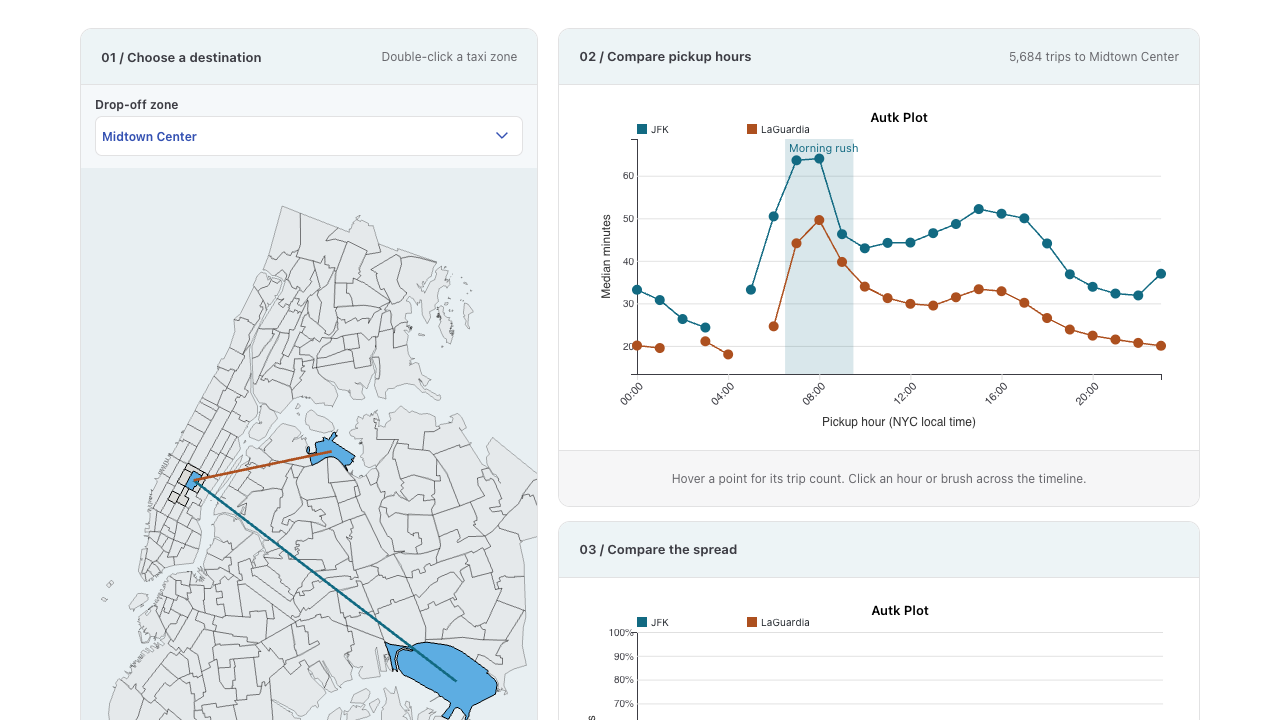 01 / Choose a destination
Double-click a taxi zone
Drop-off zone
Midtown Center
02 / Compare pickup hours
5,684 trips to Midtown Center
Autk Plot
JFK
LaGuardia
Morning rush
60
50
40
30
20
Median minutes
00:00
04:00
08:00
12:00
16:00
20:00
Pickup hour (NYC local time)
Hover a point for its trip count. Click an hour or brush across the timeline.
03 / Compare the spread
Autk Plot
JFK
LaGuardia
100%
90%
80%
70%